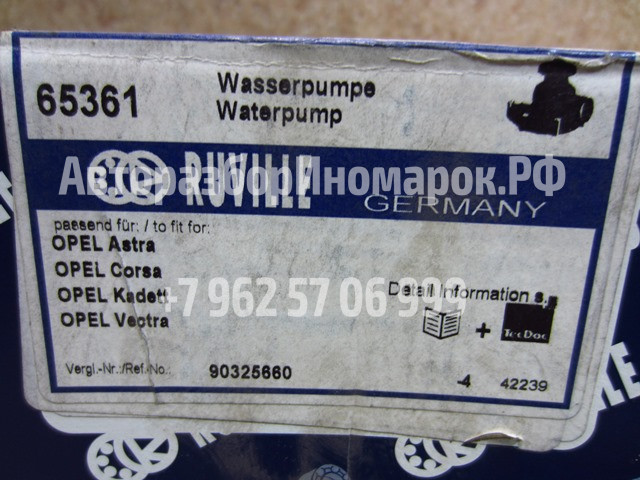 65361
Wasserpumpe
Waterpump
RUVILLE
GERMANY
АвторазборИномарок.РФ
passend für: / to fit for:
OPEL Astra
OPEL Corsa
OPEL Kadett
OPEL Vectra
+7 962 57 06 999
Detail Information s.
+ TecDoc
Vergl.-Nr.:/Ref.-No.: 90325660
-4 42239
RUVILLE